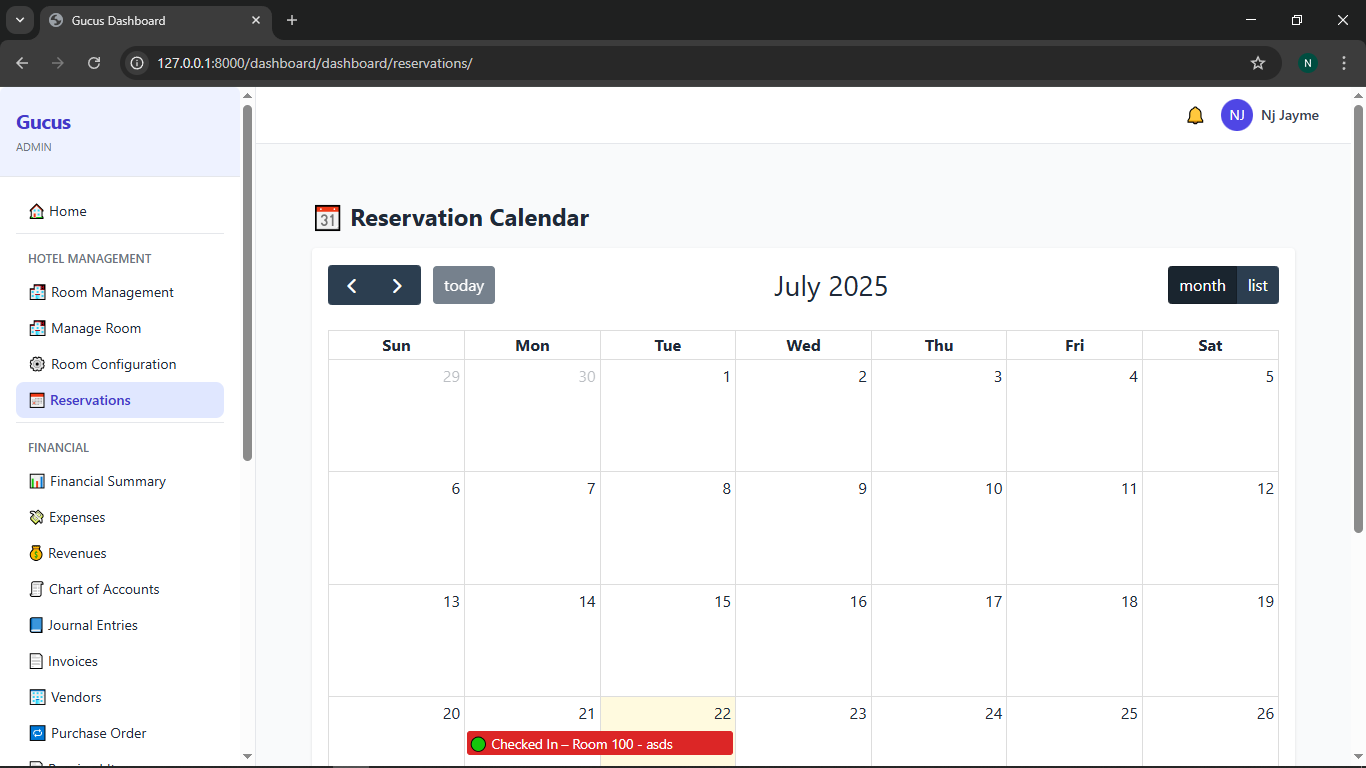 Gucus Dashboard
127.0.0.1:8000/dashboard/dashboard/reservations/
N
Gucus
ADMIN
NJ
Nj Jayme
Home
HOTEL MANAGEMENT
Room Management
Manage Room
Room Configuration
Reservations
FINANCIAL
Financial Summary
Expenses
Revenues
Chart of Accounts
Journal Entries
Invoices
Vendors
Purchase Order
31 Reservation Calendar
today
July 2025
month list
Sun Mon Tue Wed Thu Fri Sat
29 30 1 2 3 4 5
6 7 8 9 10 11 12
13 14 15 16 17 18 19
20 21 22 23 24 25 26
Checked In – Room 100 - asds